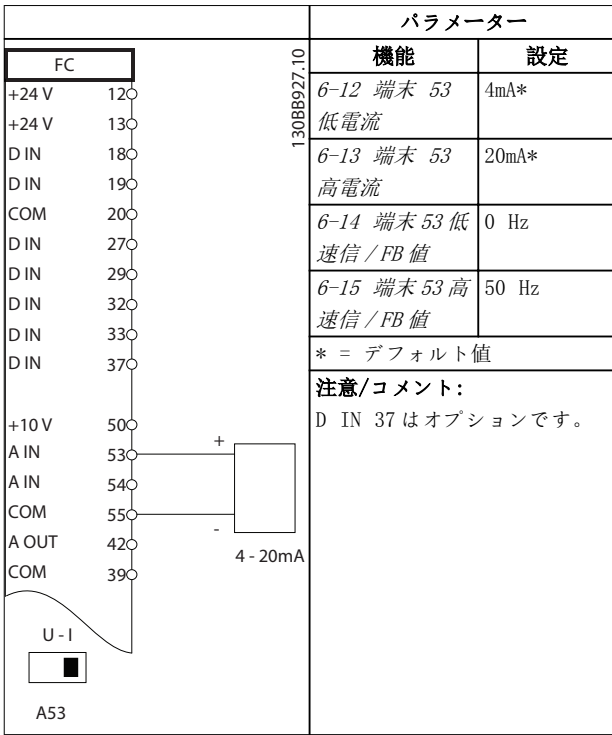 FC
+24 V 12
+24 V 13
D IN 18
D IN 19
COM 20
D IN 27
D IN 29
D IN 32
D IN 33
D IN 37
+10 V 50
A IN 53
A IN 54
COM 55
A OUT 42
COM 39
+
-
4 - 20mA
U - I
A53
130BB927.10
パラメーター
機能 設定
6-12 端末 53 4mA*
低電流
6-13 端末 53 20mA*
高電流
6-14 端末 53 低 0 Hz
速信 / FB 値
6-15 端末 53 高 50 Hz
速信 / FB 値
* = デフォルト値
注意/コメント:
D IN 37 はオプションです。